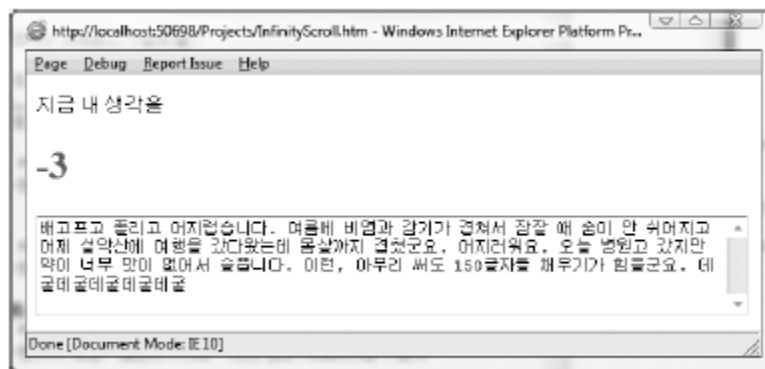 http://localhost:50698/Projects/InfinityScroll.htm - Windows Internet Explorer Platform Pr...
Page Debug Report Issue Help
지금 내 생각을
-3
배고프고 졸리고 어지럽습니다. 여름에 비염과 감기가 겹쳐서 잠잘 때 숨이 안 쉬어지고
어제 설악산에 여행을 갔다왔는데 몸살까지 겹쳤군요. 어지러워요. 오늘 병원고 갔지만
약이 너무 맛이 없어서 슬픕니다. 이런, 아무리 써도 150글자를 채우기가 힘들군요. 데
굴데굴데굴데굴데굴
Done [Document Mode: IE10]